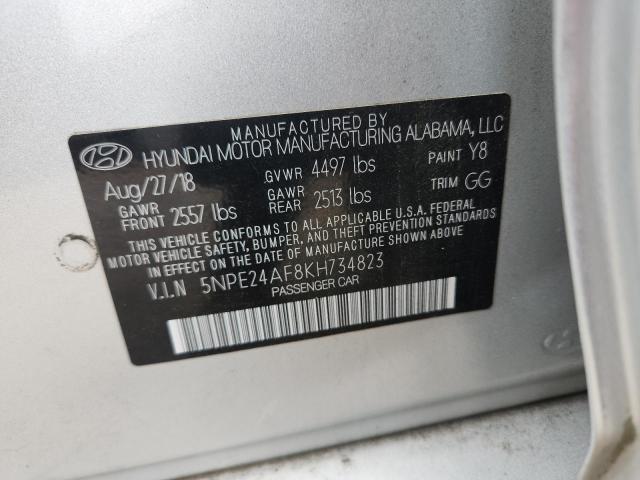 MANUFACTURED BY
HYUNDAI MOTOR MANUFACTURING ALABAMA, LLC
Aug/27/18 GVWR 4497 lbs PAINT Y8
GAWR FRONT 2557 lbs GAWR REAR 2513 lbs TRIM GG
THIS VEHICLE CONFORMS TO ALL APPLICABLE U.S.A. FEDERAL
MOTOR VEHICLE SAFETY, BUMPER, AND THEFT PREVENTION STANDARDS
IN EFFECT ON THE DATE OF MANUFACTURE SHOWN ABOVE.
V.I.N 5NPE24AF8KH734823
PASSENGER CAR